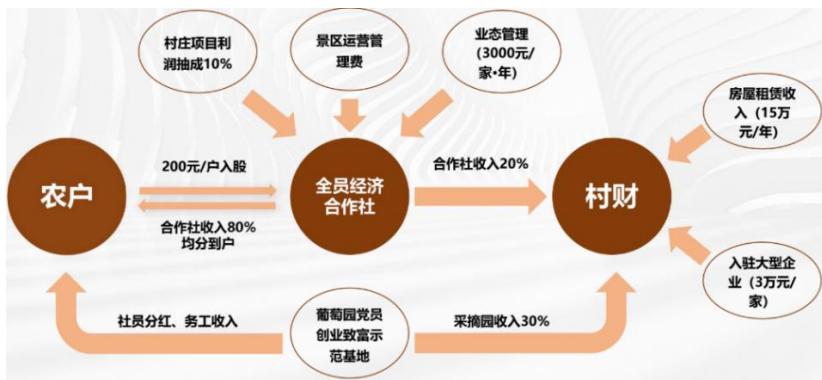 村庄项目利
润抽成10%
景区运营管
理费
业态管理
（3000元/
家·年）
房屋租赁收
入（15万
元/年）
农户
200元/户入股
合作社收入80%
均分到户
全员经济
合作社
合作社收入20%
村财
入驻大型企
业（3万元/
家）
社员分红、务工收入
葡萄园党员
创业致富示
范基地
采摘园收入30%